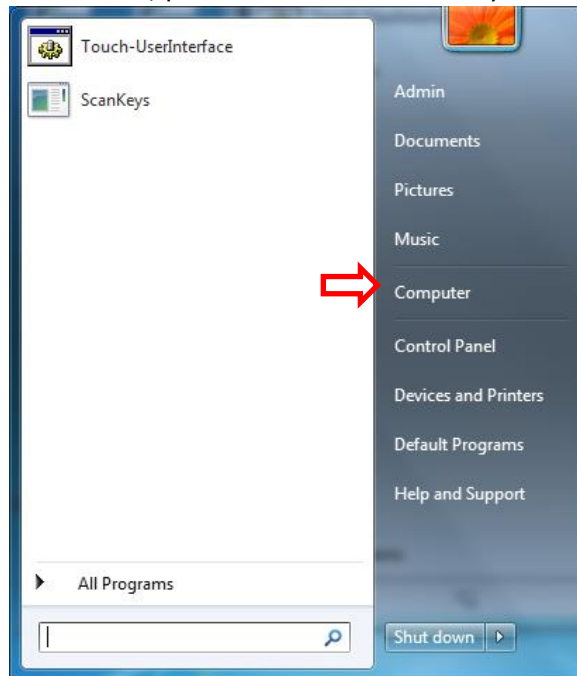 Touch-UserInterface
ScanKeys
All Programs
Admin
Documents
Pictures
Music
Computer
Control Panel
Devices and Printers
Default Programs
Help and Support
Shut down